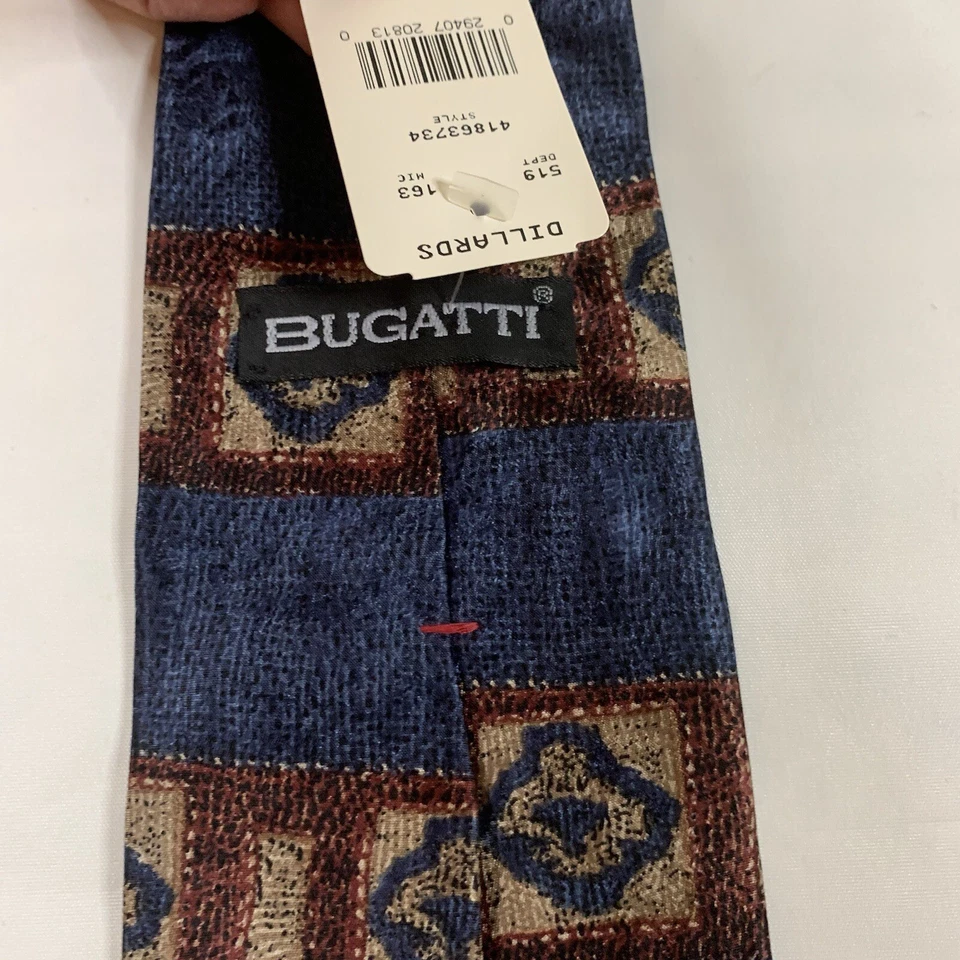 DILLARDS
519 163
DEPT MIC
41863734
STYLE
0 29407 20813 0
BUGATTI®